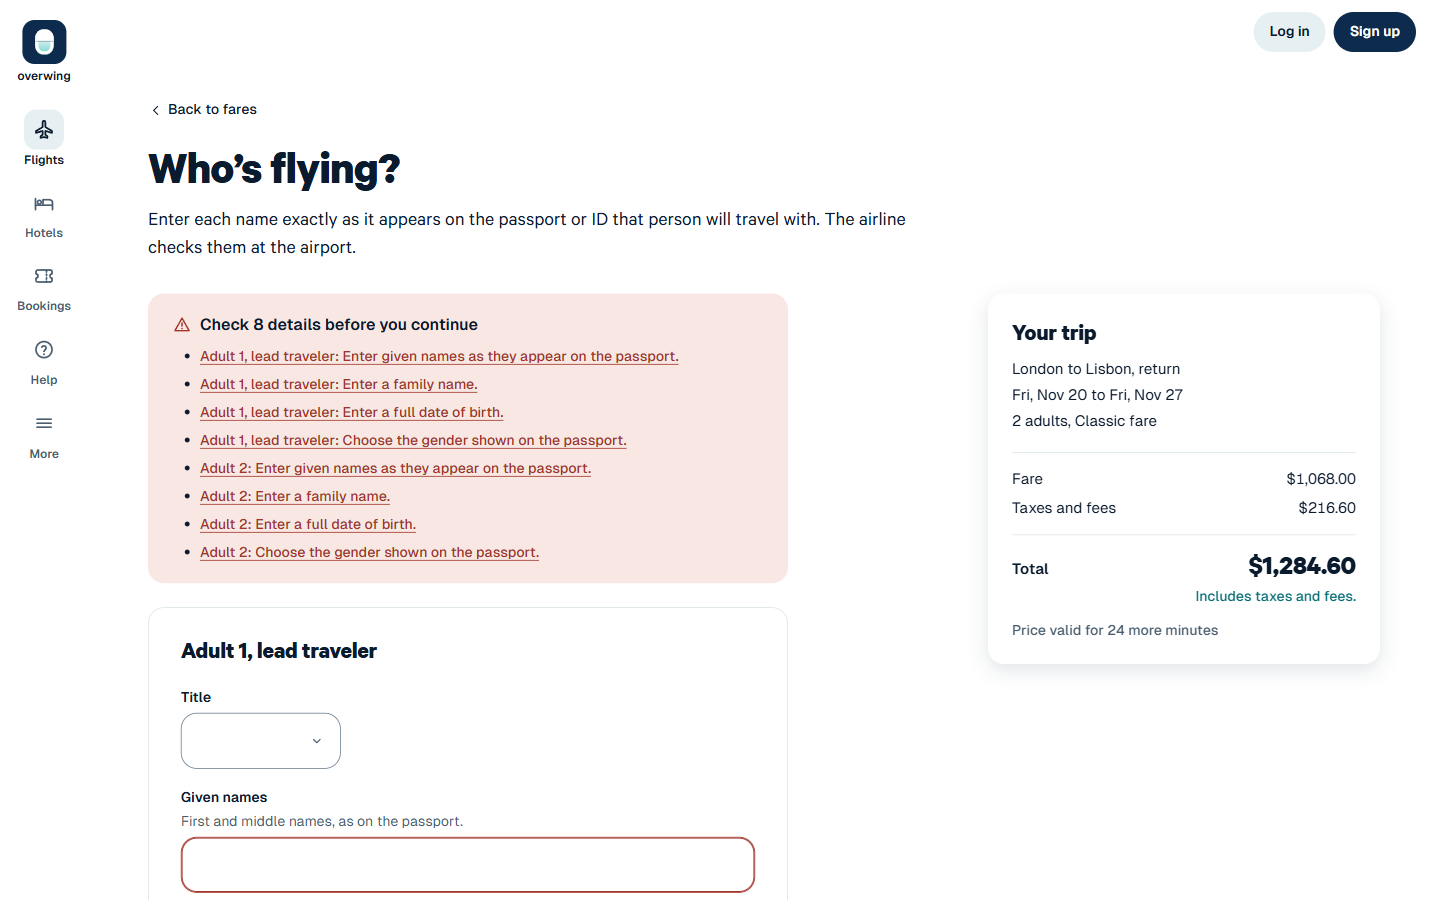 overwing
Flights
Hotels
Bookings
Help
More
Log in
Sign up
Back to fares
Who’s flying?
Enter each name exactly as it appears on the passport or ID that person will travel with. The airline
checks them at the airport.
Check 8 details before you continue
Adult 1, lead traveler: Enter given names as they appear on the passport.
Adult 1, lead traveler: Enter a family name.
Adult 1, lead traveler: Enter a full date of birth.
Adult 1, lead traveler: Choose the gender shown on the passport.
Adult 2: Enter given names as they appear on the passport.
Adult 2: Enter a family name.
Adult 2: Enter a full date of birth.
Adult 2: Choose the gender shown on the passport.
Adult 1, lead traveler
Title
Given names
First and middle names, as on the passport.
Your trip
London to Lisbon, return
Fri, Nov 20 to Fri, Nov 27
2 adults, Classic fare
Fare $1,068.00
Taxes and fees $216.60
Total $1,284.60
Includes taxes and fees.
Price valid for 24 more minutes